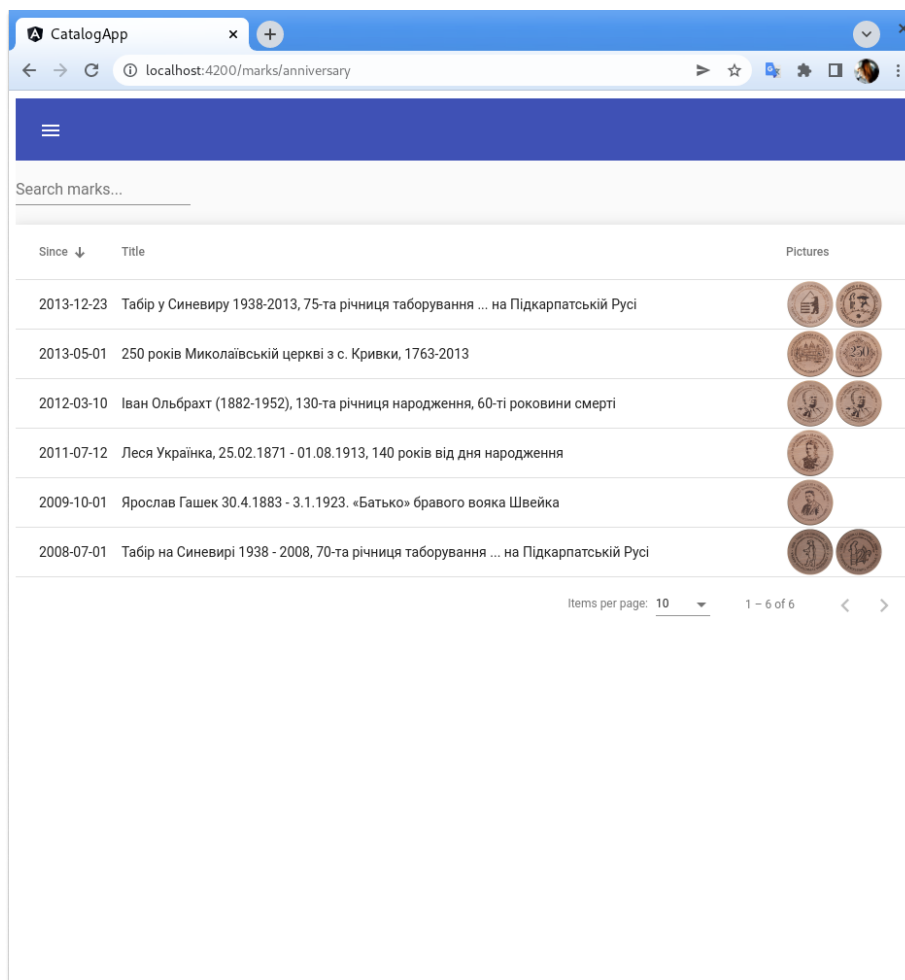 CatalogApp
localhost:4200/marks/anniversary
Search marks...
Since Title Pictures
2013-12-23 Табір у Синевиру 1938-2013, 75-та річниця таборування ... на Підкарпатській Русі
2013-05-01 250 років Миколаївській церкві з с. Кривки, 1763-2013
250
2012-03-10 Іван Ольбрахт (1882-1952), 130-та річниця народження, 60-ті роковини смерті
2011-07-12 Леся Українка, 25.02.1871 - 01.08.1913, 140 років від дня народження
2009-10-01 Ярослав Гашек 30.4.1883 - 3.1.1923. «Батько» бравого вояка Швейка
2008-07-01 Табір на Синевирі 1938 - 2008, 70-та річниця таборування ... на Підкарпатській Русі
Items per page: 10 1 – 6 of 6